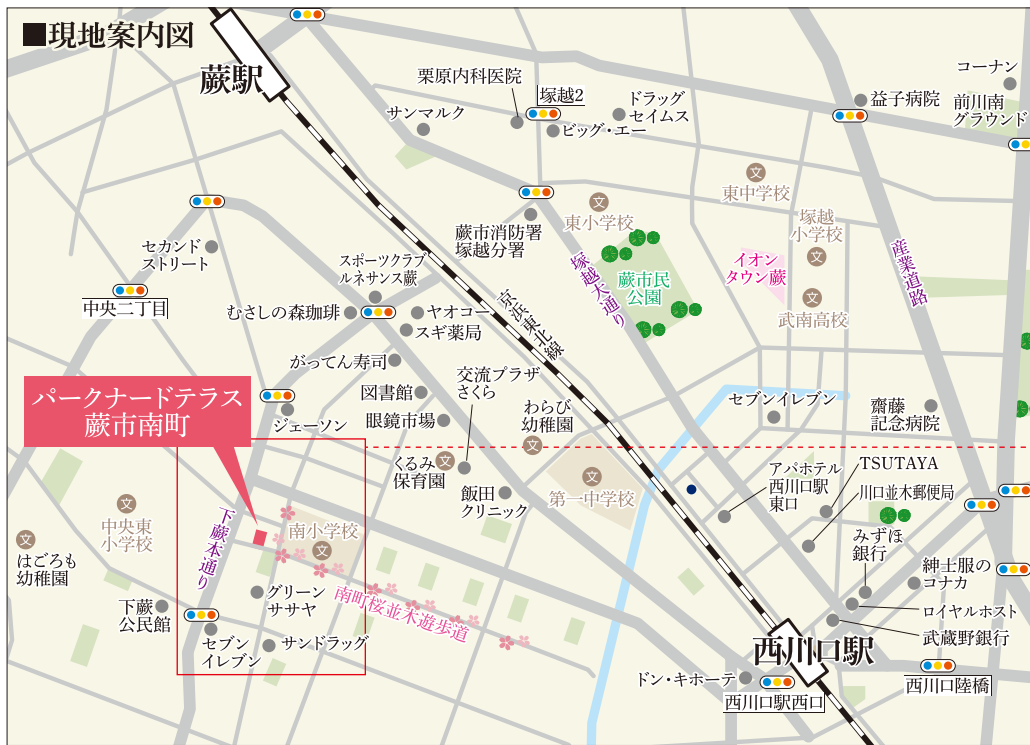 ■現地案内図
蕨駅
栗原内科医院
サンマルク
塚越2
ビッグ・エー
ドラッグ
セイムス
益子病院
コーナン
前川南
グラウンド
東中学校
東小学校
塚越
小学校
蕨市消防署
塚越分署
セカンド
ストリート
スポーツクラブ
ルネサンス蕨
蕨市民
公園
イオン
タウン蕨
塚越大通り
産業道路
中央二丁目
むさしの森珈琲
ヤオコー
スギ薬局
京浜東北線
武南高校
がってん寿司
図書館
交流プラザ
さくら
パークナードテラス
蕨市南町
ジェーソン
眼鏡市場
わらび
幼稚園
セブンイレブン
齋藤
記念病院
くるみ
保育園
飯田
クリニック
第一中学校
アパホテル
西川口駅
東口
TSUTAYA
川口並木郵便局
中央東
小学校
はごろも
幼稚園
下蕨本通り
南小学校
みずほ
銀行
紳士服の
コナカ
下蕨
公民館
グリーン
ササヤ
南町桜並木遊歩道
ロイヤルホスト
武蔵野銀行
セブン
イレブン
サンドラッグ
西川口駅
ドン・キホーテ
西川口駅西口
西川口陸橋
文
文
文
文
文
文
文
文
文
文